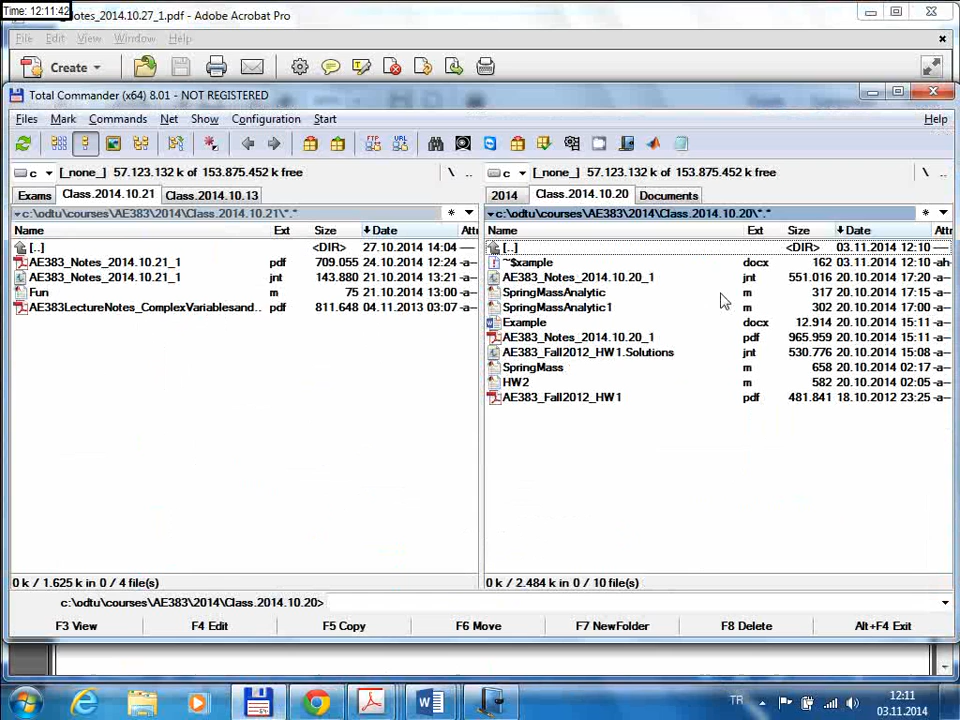 Time: 12:11:42
otes_2014.10.27_1.pdf - Adobe Acrobat Pro
File Edit View Window Help
Create
Total Commander (x64) 8.01 - NOT REGISTERED
Files Mark Commands Net Show Configuration Start Help
FTP URL
c [_none_] 57.123.132 k of 153.875.452 k free \ .. c [_none_] 57.123.132 k of 153.875.452 k free \ ..
Exams Class.2014.10.21 Class.2014.10.13 2014 Class.2014.10.20 Documents
c:\odtu\courses\AE383\2014\Class.2014.10.21\*.* * c:\odtu\courses\AE383\2014\Class.2014.10.20\*.* *
Name Ext Size Date Attr Name Ext Size Date Attr
[..] <DIR> 27.10.2014 14:04 ---- [..] <DIR> 03.11.2014 12:10 ----
AE383_Notes_2014.10.21_1 pdf 709.055 24.10.2014 12:24 -a-- ~$xample docx 162 03.11.2014 12:10 -ah-
AE383_Notes_2014.10.21_1 jnt 143.880 21.10.2014 13:21 -a-- AE383_Notes_2014.10.20_1 jnt 551.016 20.10.2014 17:20 -a--
Fun m 75 21.10.2014 13:00 -a-- SpringMassAnalytic m 317 20.10.2014 17:15 -a--
AE383LectureNotes_ComplexVariablesand.. pdf 811.648 04.11.2013 03:07 -a-- SpringMassAnalytic1 m 302 20.10.2014 17:00 -a--
Example docx 12.914 20.10.2014 15:11 -a--
AE383_Notes_2014.10.20_1 pdf 965.959 20.10.2014 15:11 -a--
AE383_Fall2012_HW1.Solutions jnt 530.776 20.10.2014 15:08 -a--
SpringMass m 658 20.10.2014 02:17 -a--
HW2 m 582 20.10.2014 02:05 -a--
AE383_Fall2012_HW1 pdf 481.841 18.10.2012 23:25 -a--
0 k / 1.625 k in 0 / 4 file(s) 0 k / 2.484 k in 0 / 10 file(s)
c:\odtu\courses\AE383\2014\Class.2014.10.20>
F3 View F4 Edit F5 Copy F6 Move F7 NewFolder F8 Delete Alt+F4 Exit
TR 12:11
03.11.2014